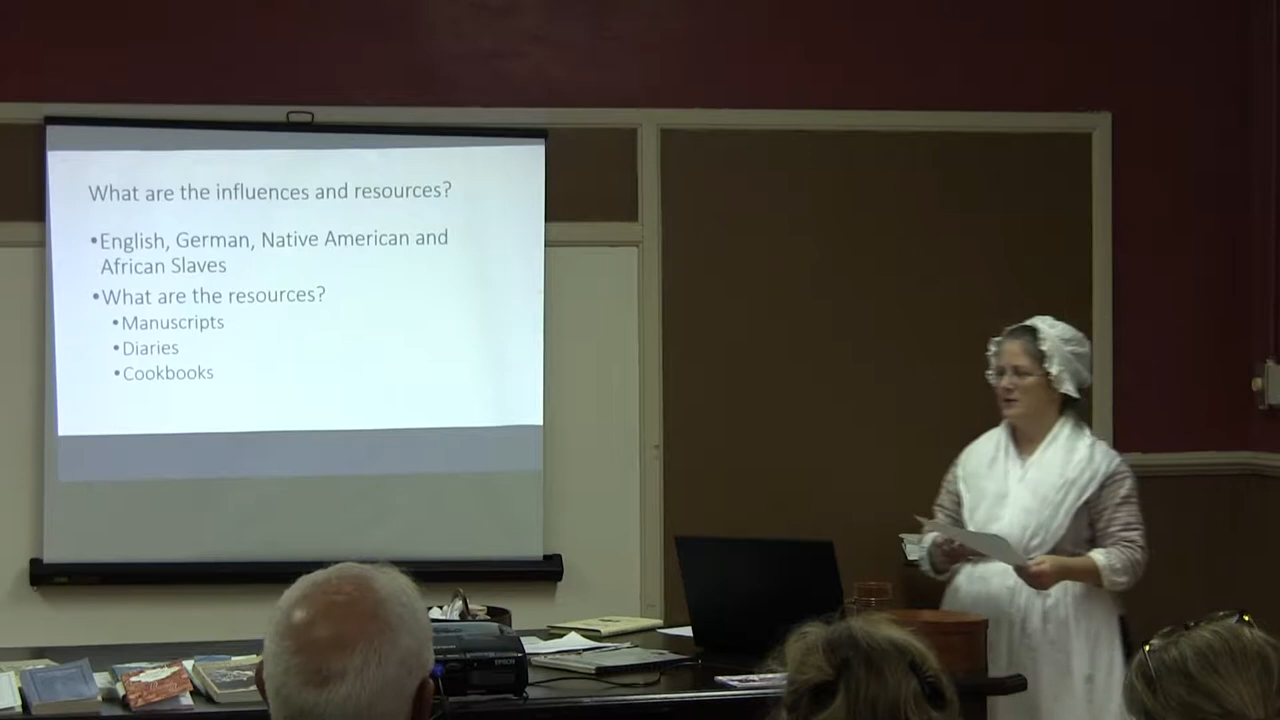 What are the influences and resources?
•English, German, Native American and
African Slaves
•What are the resources?
•Manuscripts
•Diaries
•Cookbooks
EPSON